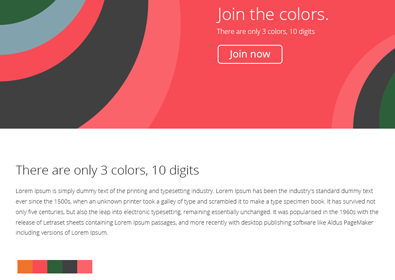 Join the colors.
There are only 3 colors, 10 digits
Join now
There are only 3 colors, 10 digits
Lorem Ipsum is simply dummy text of the printing and typesetting industry. Lorem Ipsum has been the industry's standard dummy text
ever since the 1500s, when an unknown printer took a galley of type and scrambled it to make a type specimen book. It has survived not
only five centuries, but also the leap into electronic typesetting, remaining essentially unchanged. It was popularised in the 1960s with the
release of Letraset sheets containing Lorem Ipsum passages, and more recently with desktop publishing software like Aldus PageMaker
including versions of Lorem Ipsum.